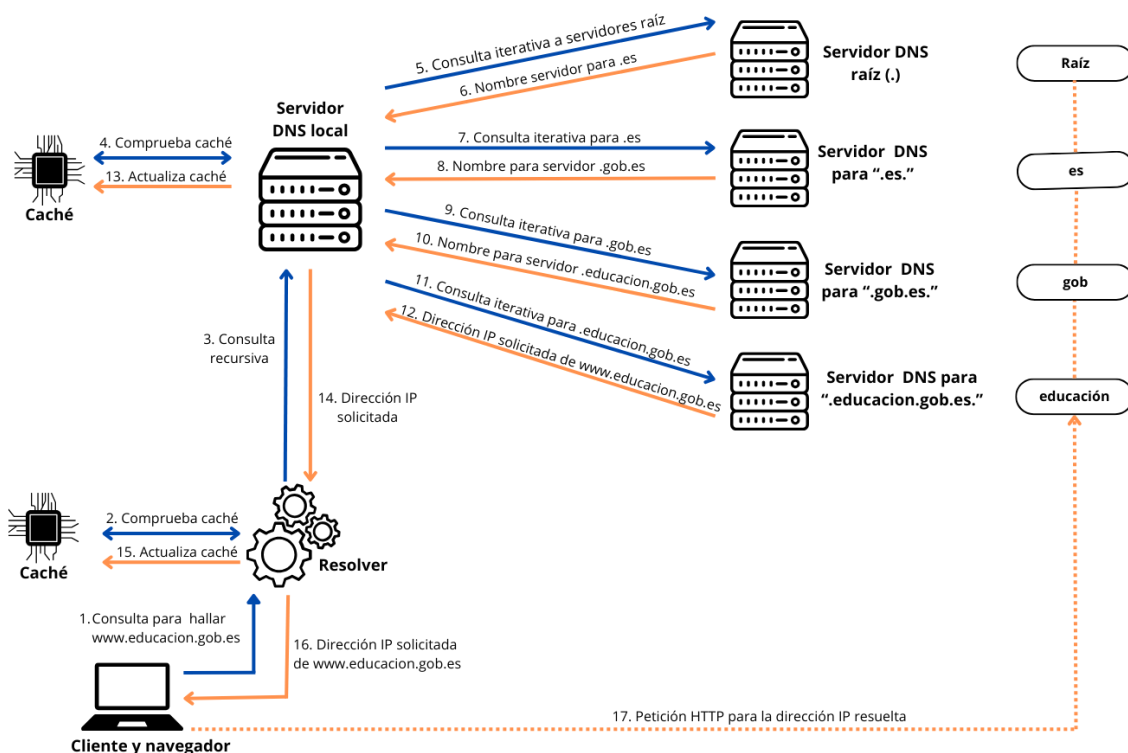 5. Consulta iterativa a servidores raíz
6. Nombre servidor para .es
Servidor DNS
raíz (.)
Raíz
Servidor
DNS local
4. Comprueba caché
13. Actualiza caché
Caché
7. Consulta iterativa para .es
8. Nombre para servidor .gob.es
Servidor DNS
para “.es.”
es
9. Consulta iterativa para .gob.es
10. Nombre para servidor .educacion.gob.es
Servidor DNS
para “.gob.es.”
gob
11. Consulta iterativa para .educacion.gob.es
12. Dirección IP solicitada de www.educacion.gob.es
Servidor DNS para
“.educacion.gob.es.”
educación
3. Consulta
recursiva
14. Dirección IP
solicitada
2. Comprueba caché
15. Actualiza caché
Caché
Resolver
1. Consulta para hallar
www.educacion.gob.es
16. Dirección IP solicitada
de www.educacion.gob.es
17. Petición HTTP para la dirección IP resuelta
Cliente y navegador